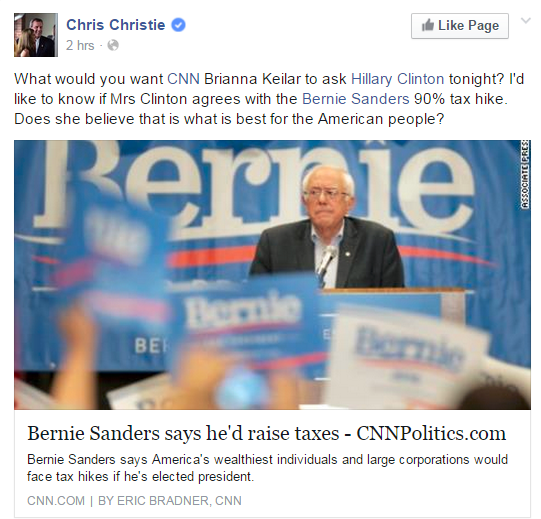 Chris Christie
2 hrs ·
Like Page
What would you want CNN Brianna Keilar to ask Hillary Clinton tonight? I'd
like to know if Mrs Clinton agrees with the Bernie Sanders 90% tax hike.
Does she believe that is what is best for the American people?
ASSOCIATE PRES
Bernie
Bernie
Bernie
BE
Bernie Sanders says he'd raise taxes - CNNPolitics.com
Bernie Sanders says America's wealthiest individuals and large corporations would
face tax hikes if he's elected president.
CNN.COM | BY ERIC BRADNER, CNN